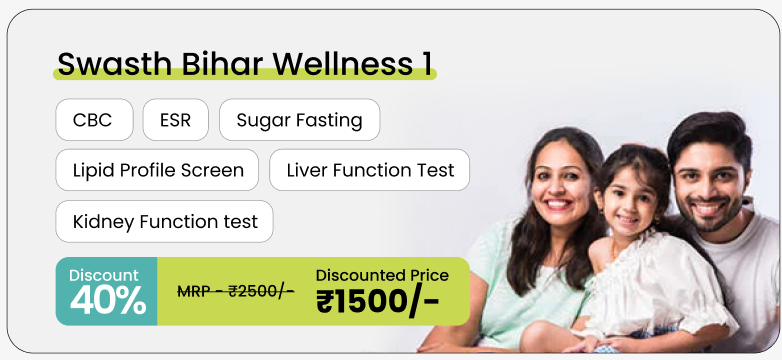 Swasth Bihar Wellness 1
CBC
ESR
Sugar Fasting
Lipid Profile Screen
Liver Function Test
Kidney Function test
Discount
40%
MRP - ₹2500/-
Discounted Price
₹1500/-